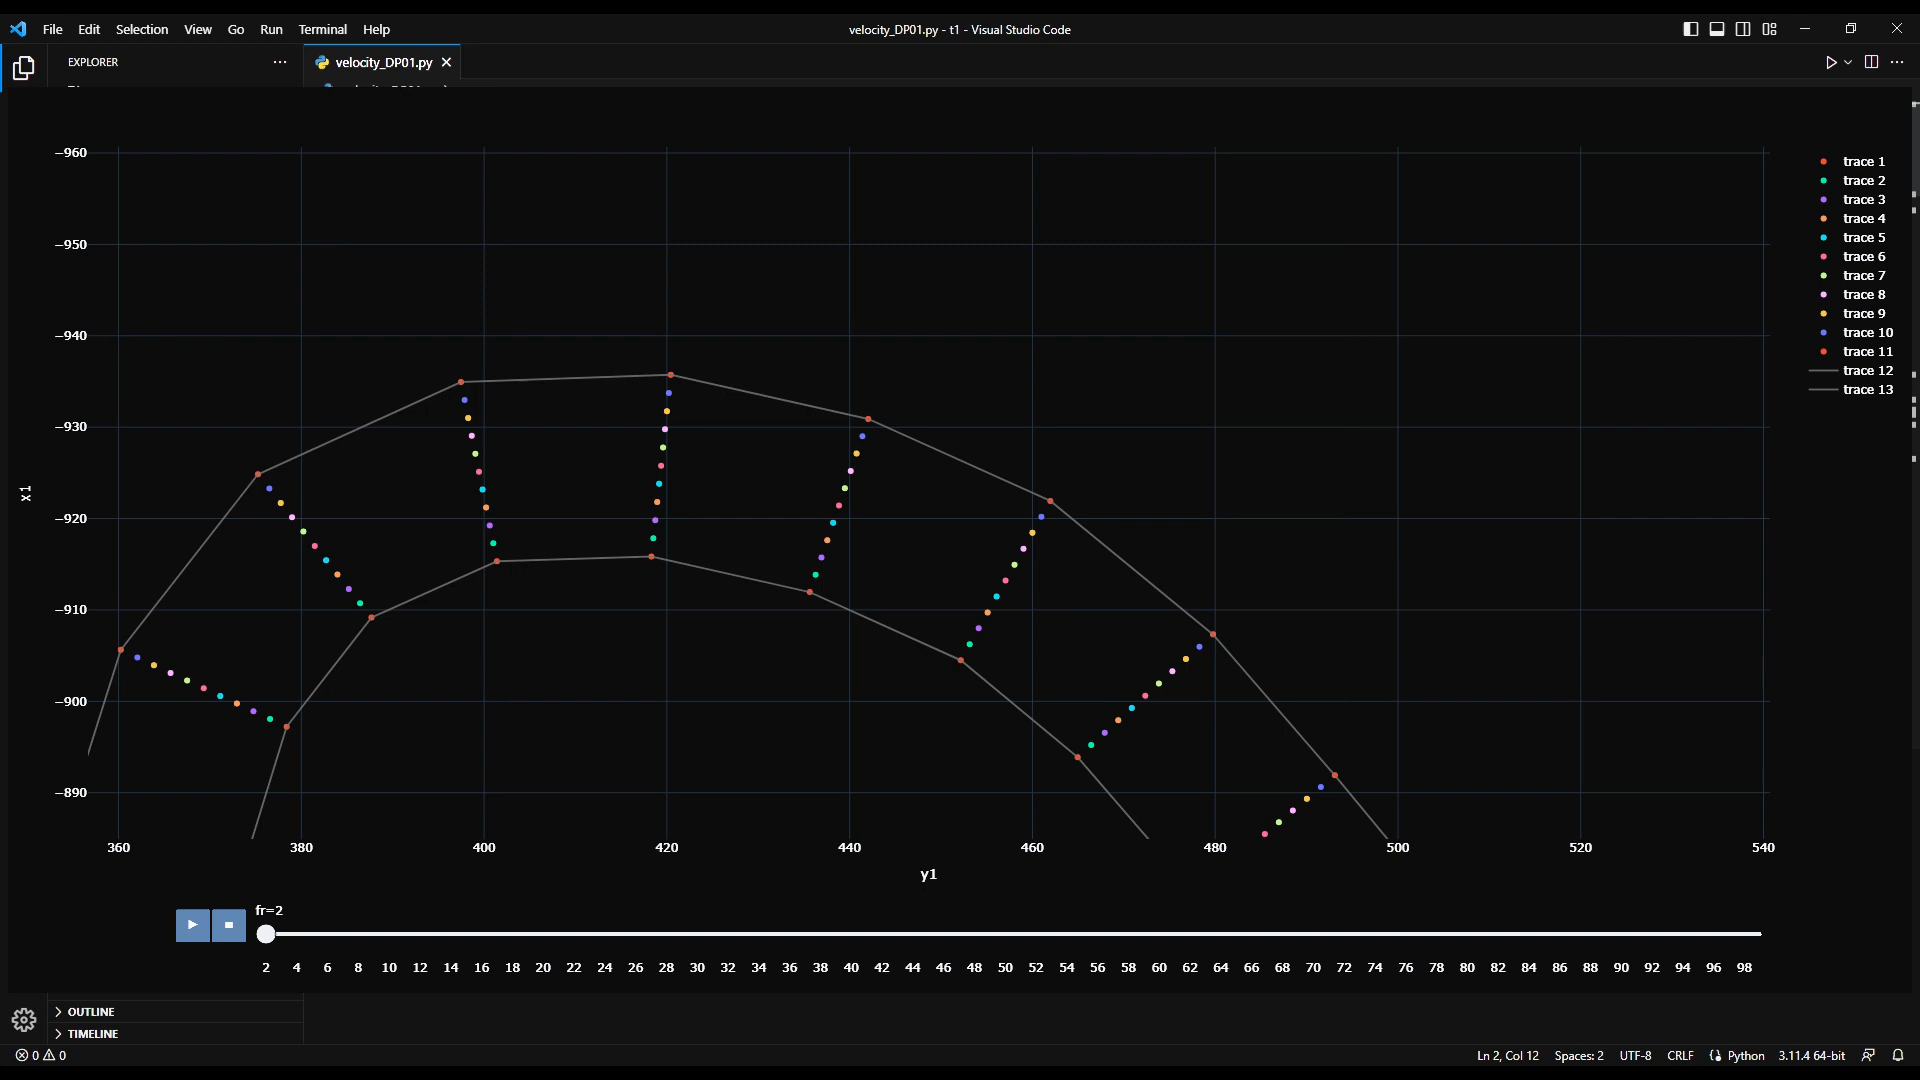 File Edit Selection View Go Run Terminal Help
velocity_DP01.py - t1 - Visual Studio Code
EXPLORER
velocity_DP01.py
−960
−950
−940
−930
−920
−910
−900
−890
x1
360 380 400 420 440 460 480 500 520 540
y1
trace 1
trace 2
trace 3
trace 4
trace 5
trace 6
trace 7
trace 8
trace 9
trace 10
trace 11
trace 12
trace 13
fr=2
2 4 6 8 10 12 14 16 18 20 22 24 26 28 30 32 34 36 38 40 42 44 46 48 50 52 54 56 58 60 62 64 66 68 70 72 74 76 78 80 82 84 86 88 90 92 94 96 98
OUTLINE
TIMELINE
0 0
Ln 2, Col 12 Spaces: 2 UTF-8 CRLF Python 3.11.4 64-bit